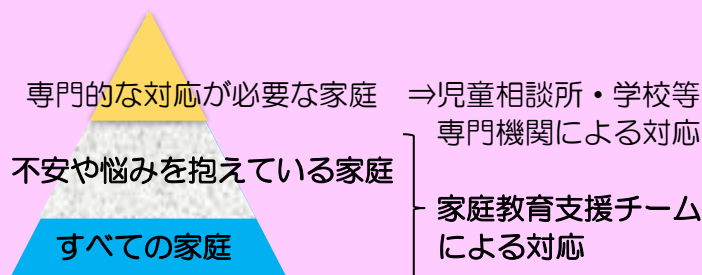 専門的な対応が必要な家庭 ⇒児童相談所・学校等
専門機関による対応
不安や悩みを抱えている家庭
家庭教育支援チーム
すべての家庭 による対応